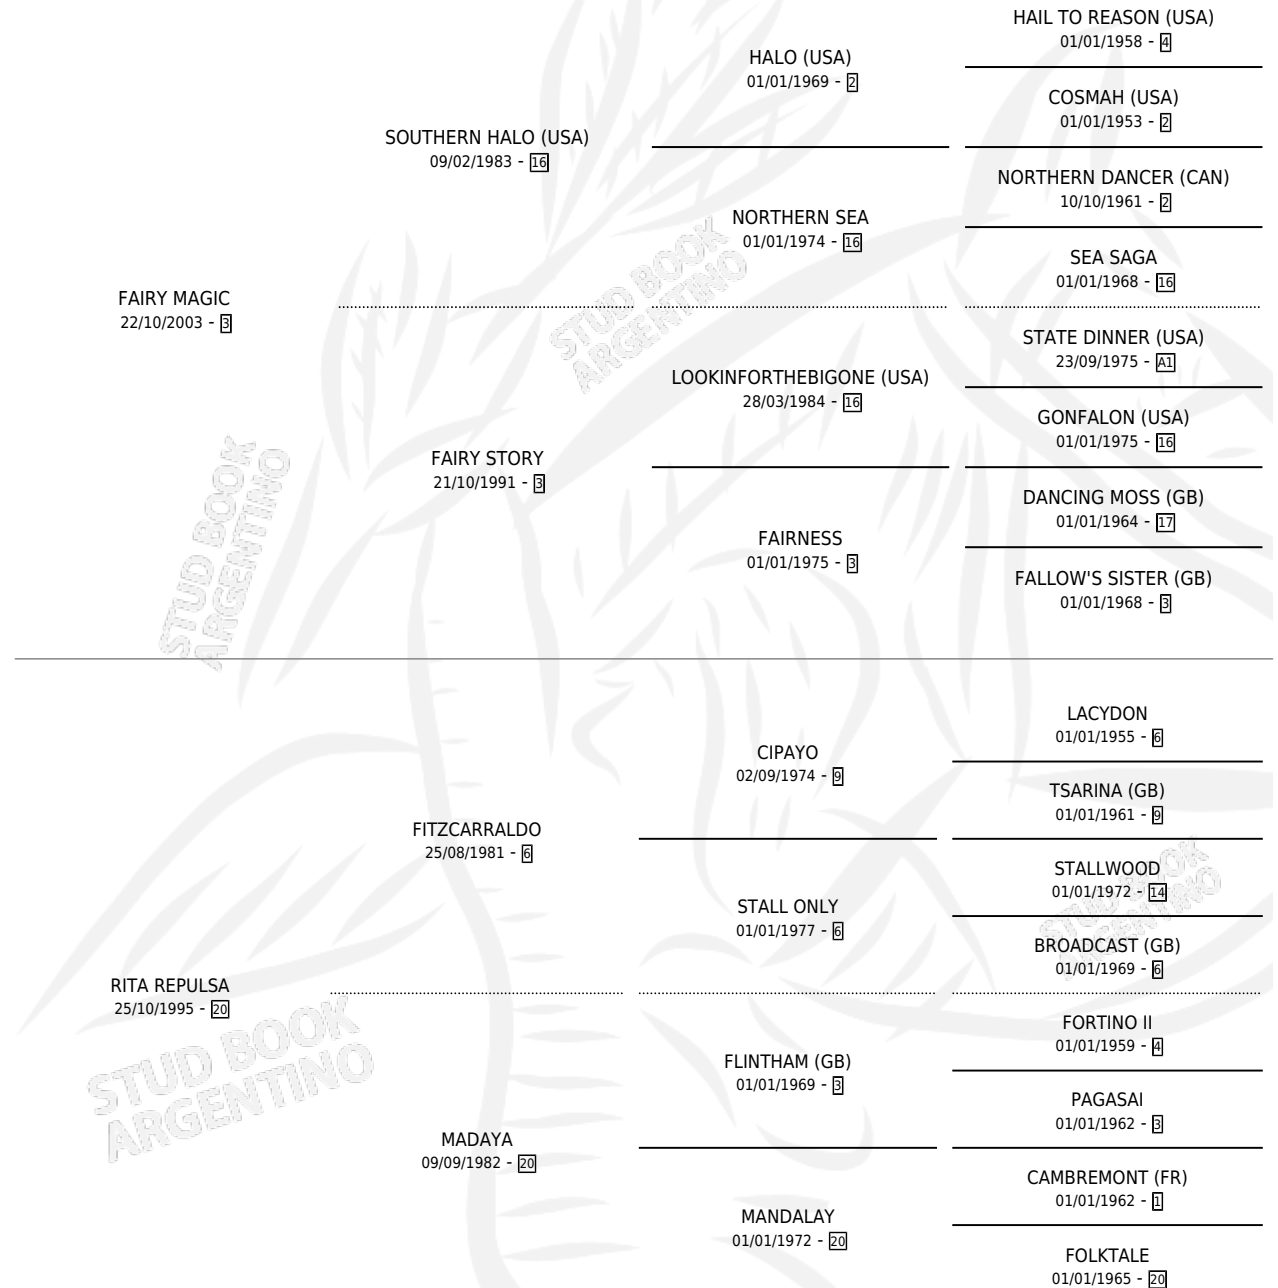 HAIL TO REASON (USA)
01/01/1958 - 4
HALO (USA)
01/01/1969 - 2
COSMAH (USA)
01/01/1953 - 2
SOUTHERN HALO (USA)
09/02/1983 - 16
NORTHERN DANCER (CAN)
10/10/1961 - 2
NORTHERN SEA
01/01/1974 - 16
SEA SAGA
01/01/1968 - 16
FAIRY MAGIC
22/10/2003 - 3
STATE DINNER (USA)
23/09/1975 - A1
LOOKINFORTHEBIGONE (USA)
28/03/1984 - 16
GONFALON (USA)
01/01/1975 - 16
FAIRY STORY
21/10/1991 - 3
DANCING MOSS (GB)
01/01/1964 - 17
FAIRNESS
01/01/1975 - 3
FALLOW'S SISTER (GB)
01/01/1968 - 3
LACYDON
01/01/1955 - 6
CIPAYO
02/09/1974 - 9
TSARINA (GB)
01/01/1961 - 9
FITZCARRALDO
25/08/1981 - 6
STALLWOOD
01/01/1972 - 14
STALL ONLY
01/01/1977 - 6
BROADCAST (GB)
01/01/1969 - 6
RITA REPULSA
25/10/1995 - 20
FORTINO II
01/01/1959 - 4
FLINTHAM (GB)
01/01/1969 - 3
PAGASAI
01/01/1962 - 3
MADAYA
09/09/1982 - 20
CAMBREMONT (FR)
01/01/1962 - 1
MANDALAY
01/01/1972 - 20
FOLKTALE
01/01/1965 - 20
STUD BOOK
ARGENTINO
STUD BOOK
ARGENTINO
STUD BOOK
ARGENTINO
STUD BOOK
ARGENTINO